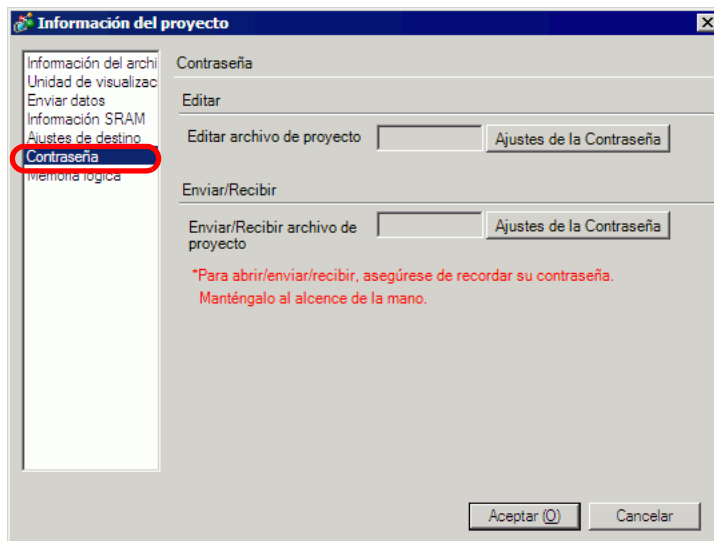 Información del proyecto
Información del archi
Unidad de visualizac
Enviar datos
Información SRAM
Ajustes de destino
Contraseña
Memoria lógica
Contraseña
Editar
Editar archivo de proyecto
Ajustes de la Contraseña
Enviar/Recibir
Enviar/Recibir archivo de
proyecto
Ajustes de la Contraseña
*Para abrir/enviar/recibir, asegúrese de recordar su contraseña.
Manténgalo al alcence de la mano.
Aceptar (O)
Cancelar